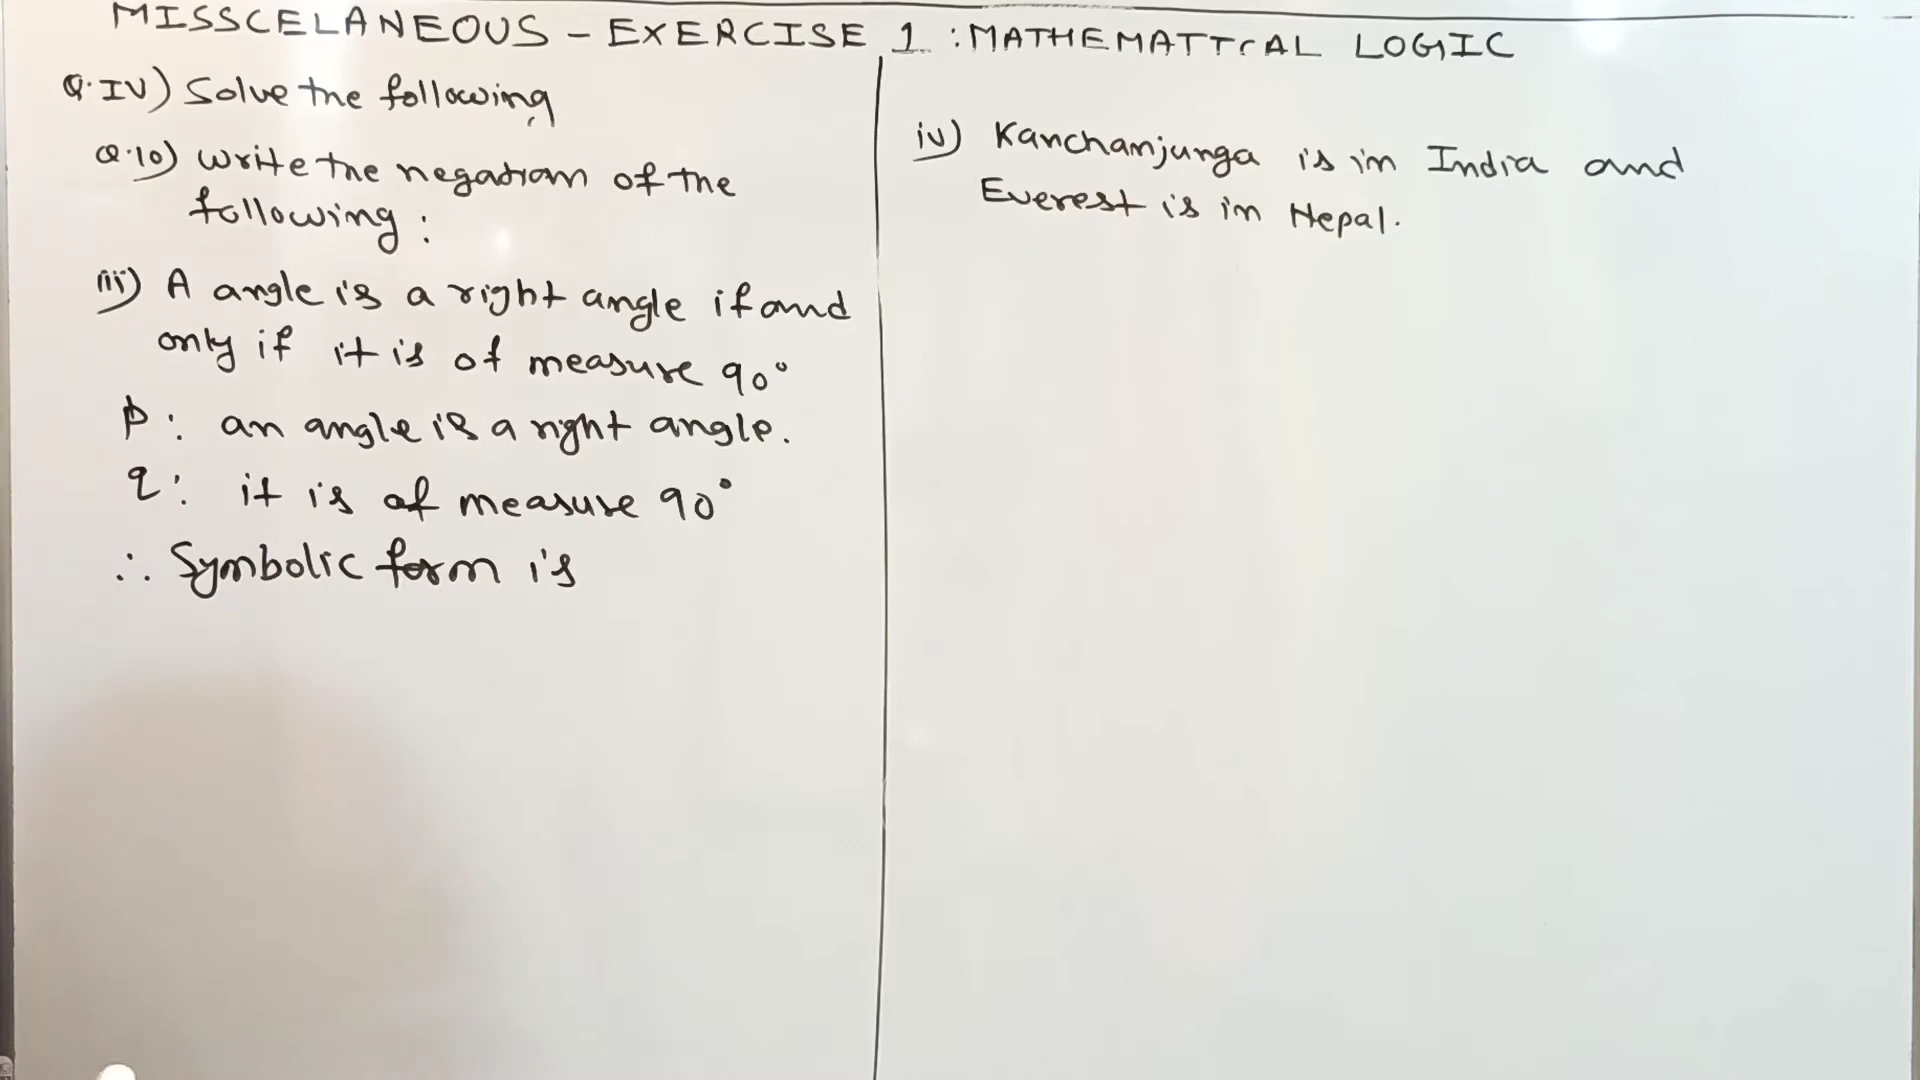 MISSCELANEOUS - EXERCISE 1 : MATHEMATTCAL LOGIC
Q.IV) Solve the following
Q.10) Write the negation of the
following :
iii) A angle is a right angle if and
only if it is of measure 90°
p : an angle is a right angle.
q : it is of measure 90°
∴ Symbolic form is
iv) Kanchanjunga is in India and
Everest is in Nepal.